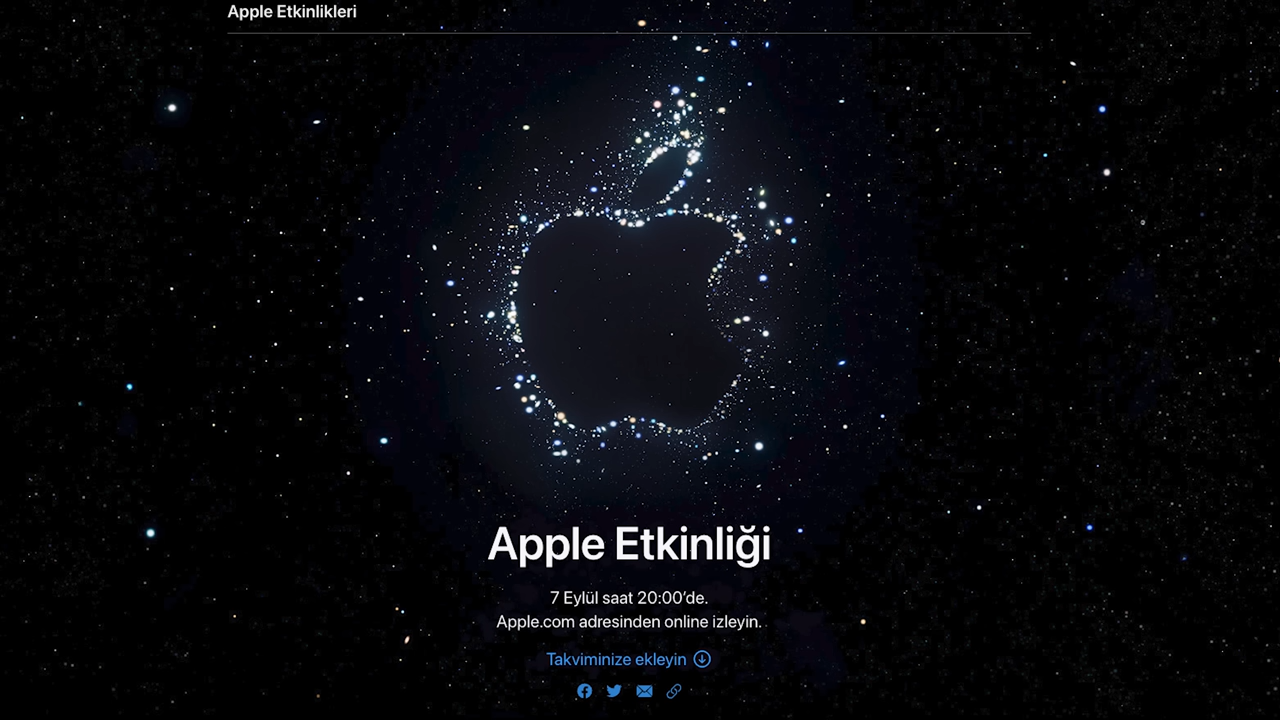 Apple Etkinlikleri
Apple Etkinliği
7 Eylül saat 20:00’de.
Apple.com adresinden online izleyin.
Takviminize ekleyin